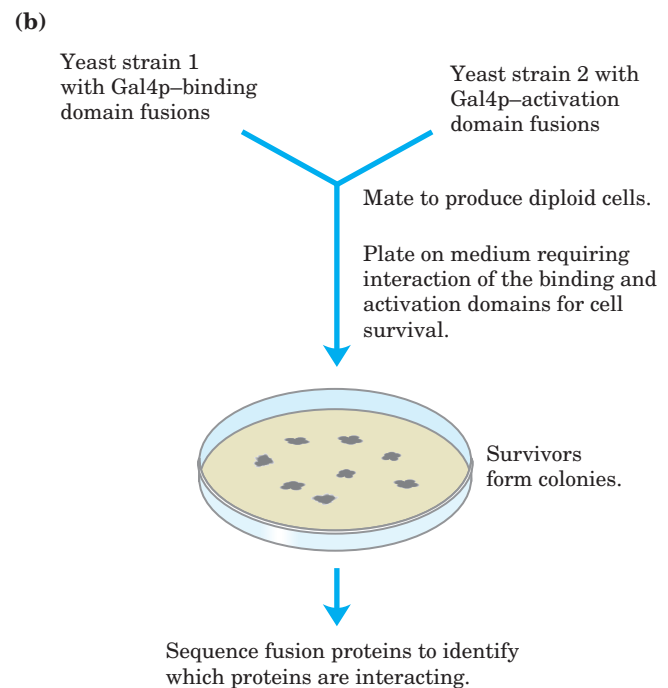 (b)
Yeast strain 1
with Gal4p–binding
domain fusions
Yeast strain 2 with
Gal4p–activation
domain fusions
Mate to produce diploid cells.
Plate on medium requiring
interaction of the binding and
activation domains for cell
survival.
Survivors
form colonies.
Sequence fusion proteins to identify
which proteins are interacting.